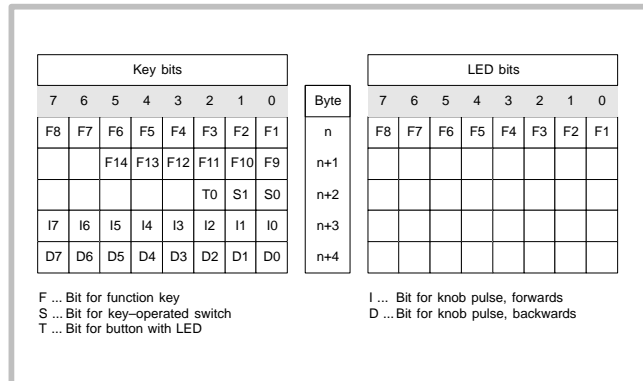 Key bits LED bits
7 6 5 4 3 2 1 0 Byte 7 6 5 4 3 2 1 0
F8 F7 F6 F5 F4 F3 F2 F1 n F8 F7 F6 F5 F4 F3 F2 F1
F14 F13 F12 F11 F10 F9 n+1
T0 S1 S0 n+2
I7 I6 I5 I4 I3 I2 I1 I0 n+3
D7 D6 D5 D4 D3 D2 D1 D0 n+4
F ... Bit for function key
S ... Bit for key–operated switch
T ... Bit for button with LED
I ... Bit for knob pulse, forwards
D ... Bit for knob pulse, backwards